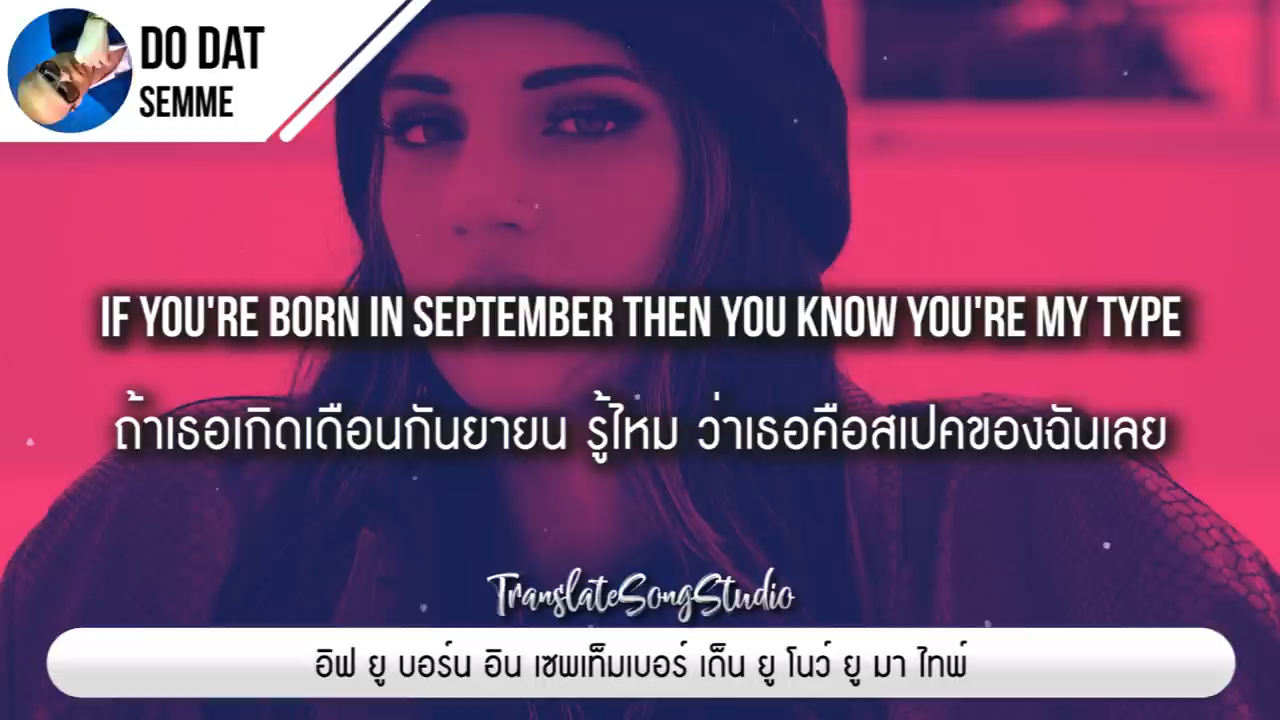 DO DAT
SEMME
IF YOU'RE BORN IN SEPTEMBER THEN YOU KNOW YOU'RE MY TYPE
ถ้าเธอเกิดเดือนกันยายน รู้ไหม ว่าเธอคือสเปคของฉันเลย
TranslateSongStudio
อิฟ ยู บอร์น อิน เซพเท็มเบอร์ เด็น ยู โนว์ ยู มา ไทพ์